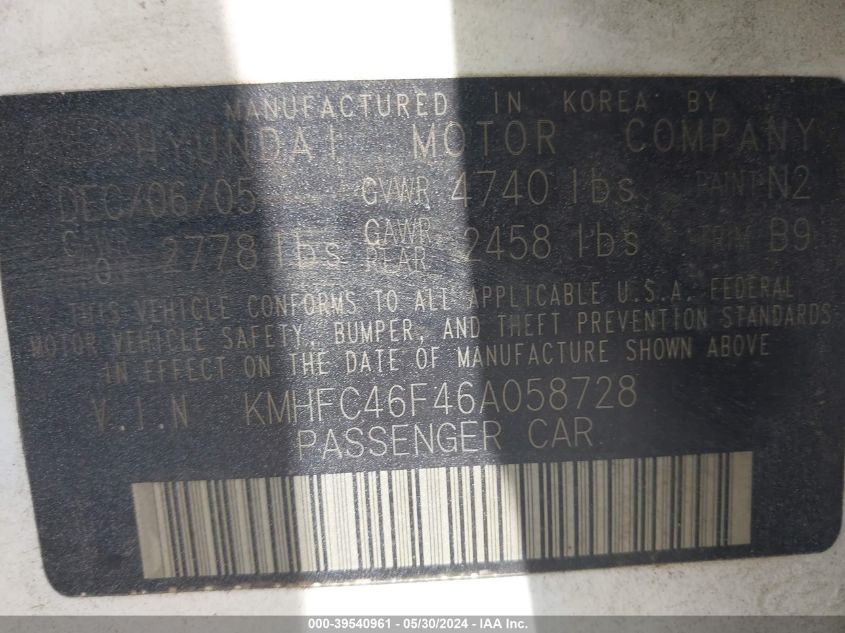 MANUFACTURED IN KOREA BY
HYUNDAI MOTOR COMPANY
DEC/06/05 GVWR 4740 lbs PAINT N2
GAWR 2778 lbs GAWR REAR 2458 lbs TRIM B9
THIS VEHICLE CONFORMS TO ALL APPLICABLE U.S.A. FEDERAL
MOTOR VEHICLE SAFETY, BUMPER, AND THEFT PREVENTION STANDARDS
IN EFFECT ON THE DATE OF MANUFACTURE SHOWN ABOVE
V.I.N KMHFC46F46A058728
PASSENGER CAR
000-39540961 - 05/30/2024 - IAA Inc.